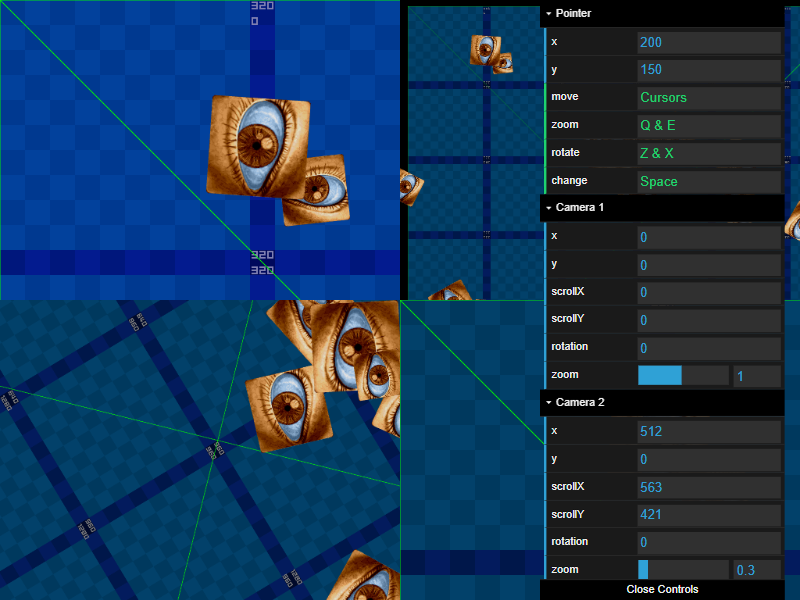 320
0
320
320
Pointer
x 200
y 150
move Cursors
zoom Q & E
rotate Z & X
change Space
Camera 1
x 0
y 0
scrollX 0
scrollY 0
rotation 0
zoom 1
Camera 2
x 512
y 0
scrollX 563
scrollY 421
rotation 0
zoom 0.3
Close Controls